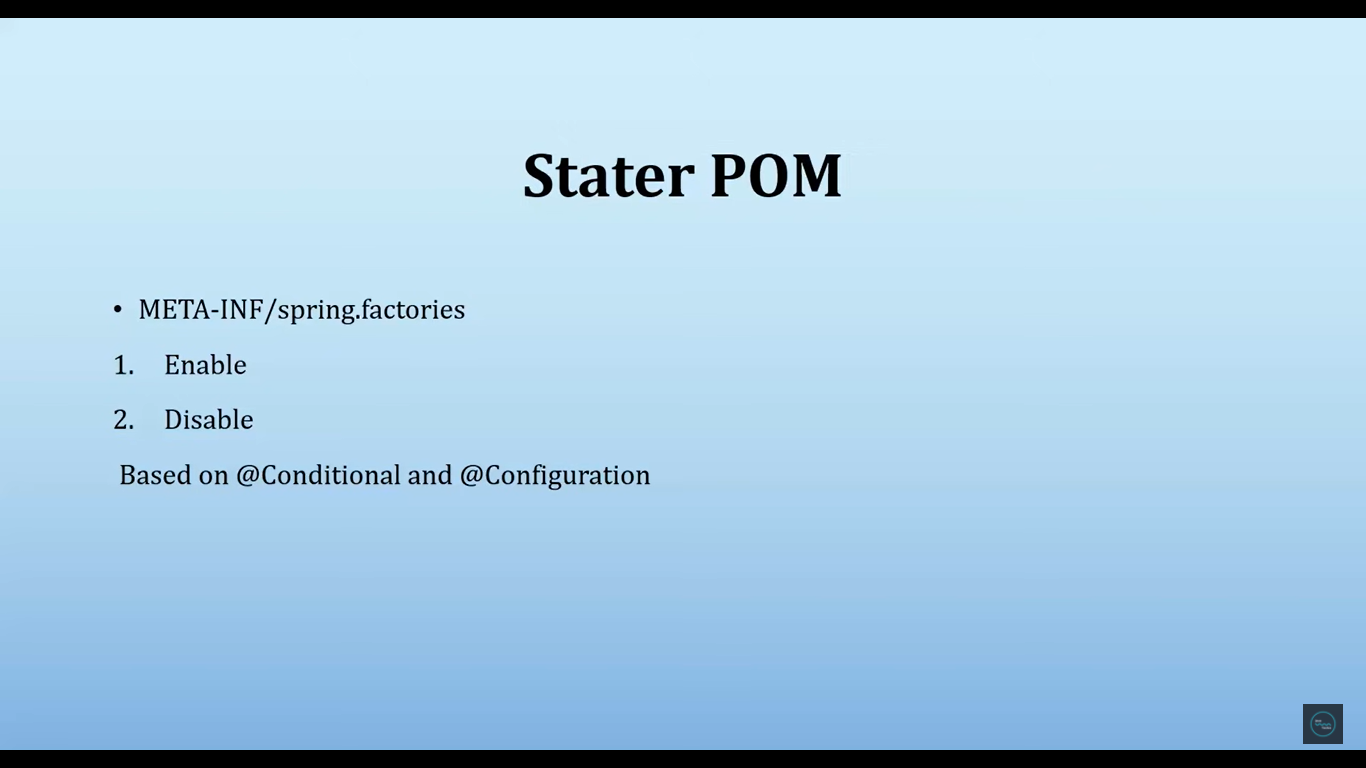 Stater POM
• META-INF/spring.factories
1. Enable
2. Disable
Based on @Conditional and @Configuration